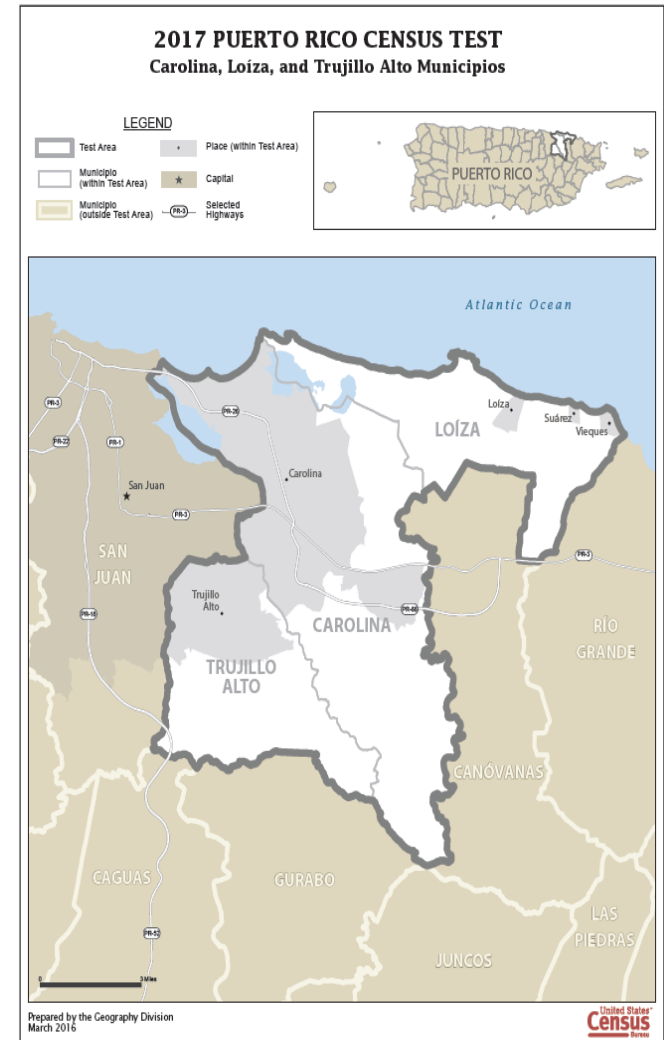 2017 PUERTO RICO CENSUS TEST
Carolina, Loíza, and Trujillo Alto Municipios
LEGEND
Test Area
Place (within Test Area)
Municipio
(within Test Area)
Capital
Municipio
(outside Test Area)
PR-3
Selected
Highways
PUERTO RICO
Atlantic Ocean
PR-3
PR-26
Loíza
Suárez
Vieques
LOÍZA
PR-22
PR-1
Carolina
San Juan
PR-3
SAN
JUAN
PR-3
Trujillo
Alto
PR-18
CAROLINA
RÍO
GRANDE
TRUJILLO
ALTO
CANÓVANAS
CAGUAS
GURABO
LAS
PIEDRAS
PR-52
JUNCOS
0
3 Miles
Prepared by the Geography Division
March 2016
United States
Census
Bureau